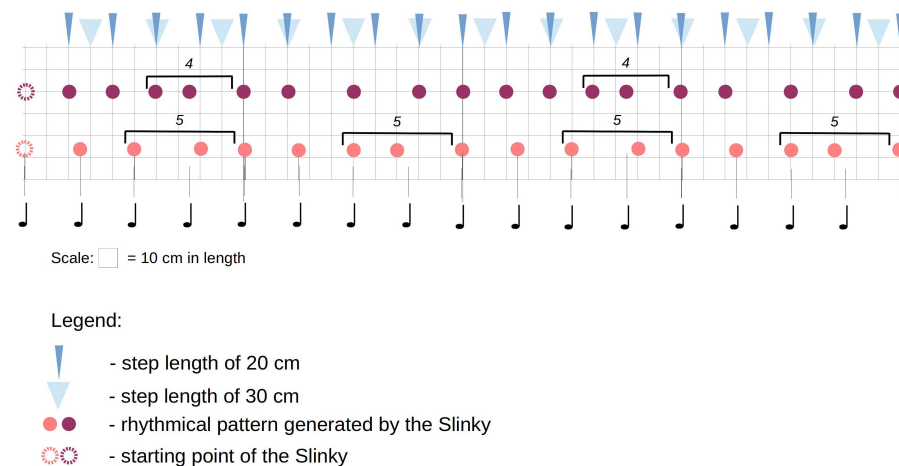 4 4
5 5 5 5
Scale: = 10 cm in length
Legend:
- step length of 20 cm
- step length of 30 cm
- rhythmical pattern generated by the Slinky
- starting point of the Slinky